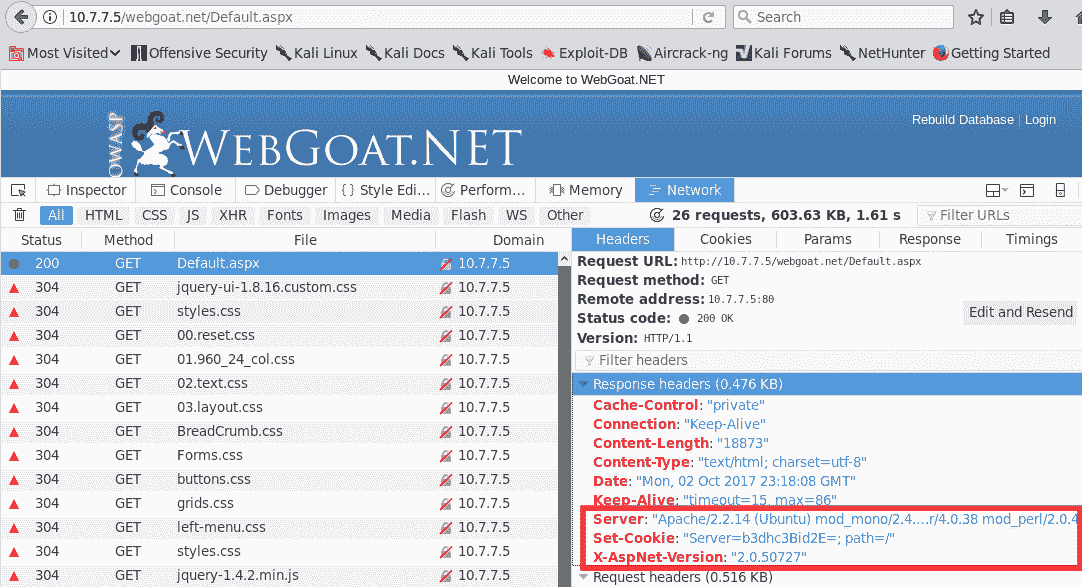 10.7.7.5/webgoat.net/Default.aspx
Search
Most Visited
Offensive Security
Kali Linux
Kali Docs
Kali Tools
Exploit-DB
Aircrack-ng
Kali Forums
NetHunter
Getting Started
Welcome to WebGoat.NET
OWASP
WEBGOAT.NET
Rebuild Database | Login
Inspector
Console
Debugger
{ } Style Edi...
Perform...
Memory
Network
All
HTML
CSS
JS
XHR
Fonts
Images
Media
Flash
WS
Other
26 requests, 603.63 KB, 1.61 s
Filter URLs
Status Method File Domain
200 GET Default.aspx 10.7.7.5
304 GET jquery-ui-1.8.16.custom.css 10.7.7.5
304 GET styles.css 10.7.7.5
304 GET 00.reset.css 10.7.7.5
304 GET 01.960_24_col.css 10.7.7.5
304 GET 02.text.css 10.7.7.5
304 GET 03.layout.css 10.7.7.5
304 GET BreadCrumb.css 10.7.7.5
304 GET Forms.css 10.7.7.5
304 GET buttons.css 10.7.7.5
304 GET grids.css 10.7.7.5
304 GET left-menu.css 10.7.7.5
304 GET styles.css 10.7.7.5
304 GET jquery-1.4.2.min.js 10.7.7.5
Headers
Cookies
Params
Response
Timings
Request URL: http://10.7.7.5/webgoat.net/Default.aspx
Request method: GET
Remote address: 10.7.7.5:80
Status code: 200 OK
Edit and Resend
Version: HTTP/1.1
Filter headers
Response headers (0.476 KB)
Cache-Control: "private"
Connection: "Keep-Alive"
Content-Length: "18873"
Content-Type: "text/html; charset=utf-8"
Date: "Mon, 02 Oct 2017 23:18:08 GMT"
Keep-Alive: "timeout=15, max=86"
Server: "Apache/2.2.14 (Ubuntu) mod_mono/2.4....r/4.0.38 mod_perl/2.0.4
Set-Cookie: "Server=b3dhc3Bid2E=; path=/"
X-AspNet-Version: "2.0.50727"
Request headers (0.516 KB)